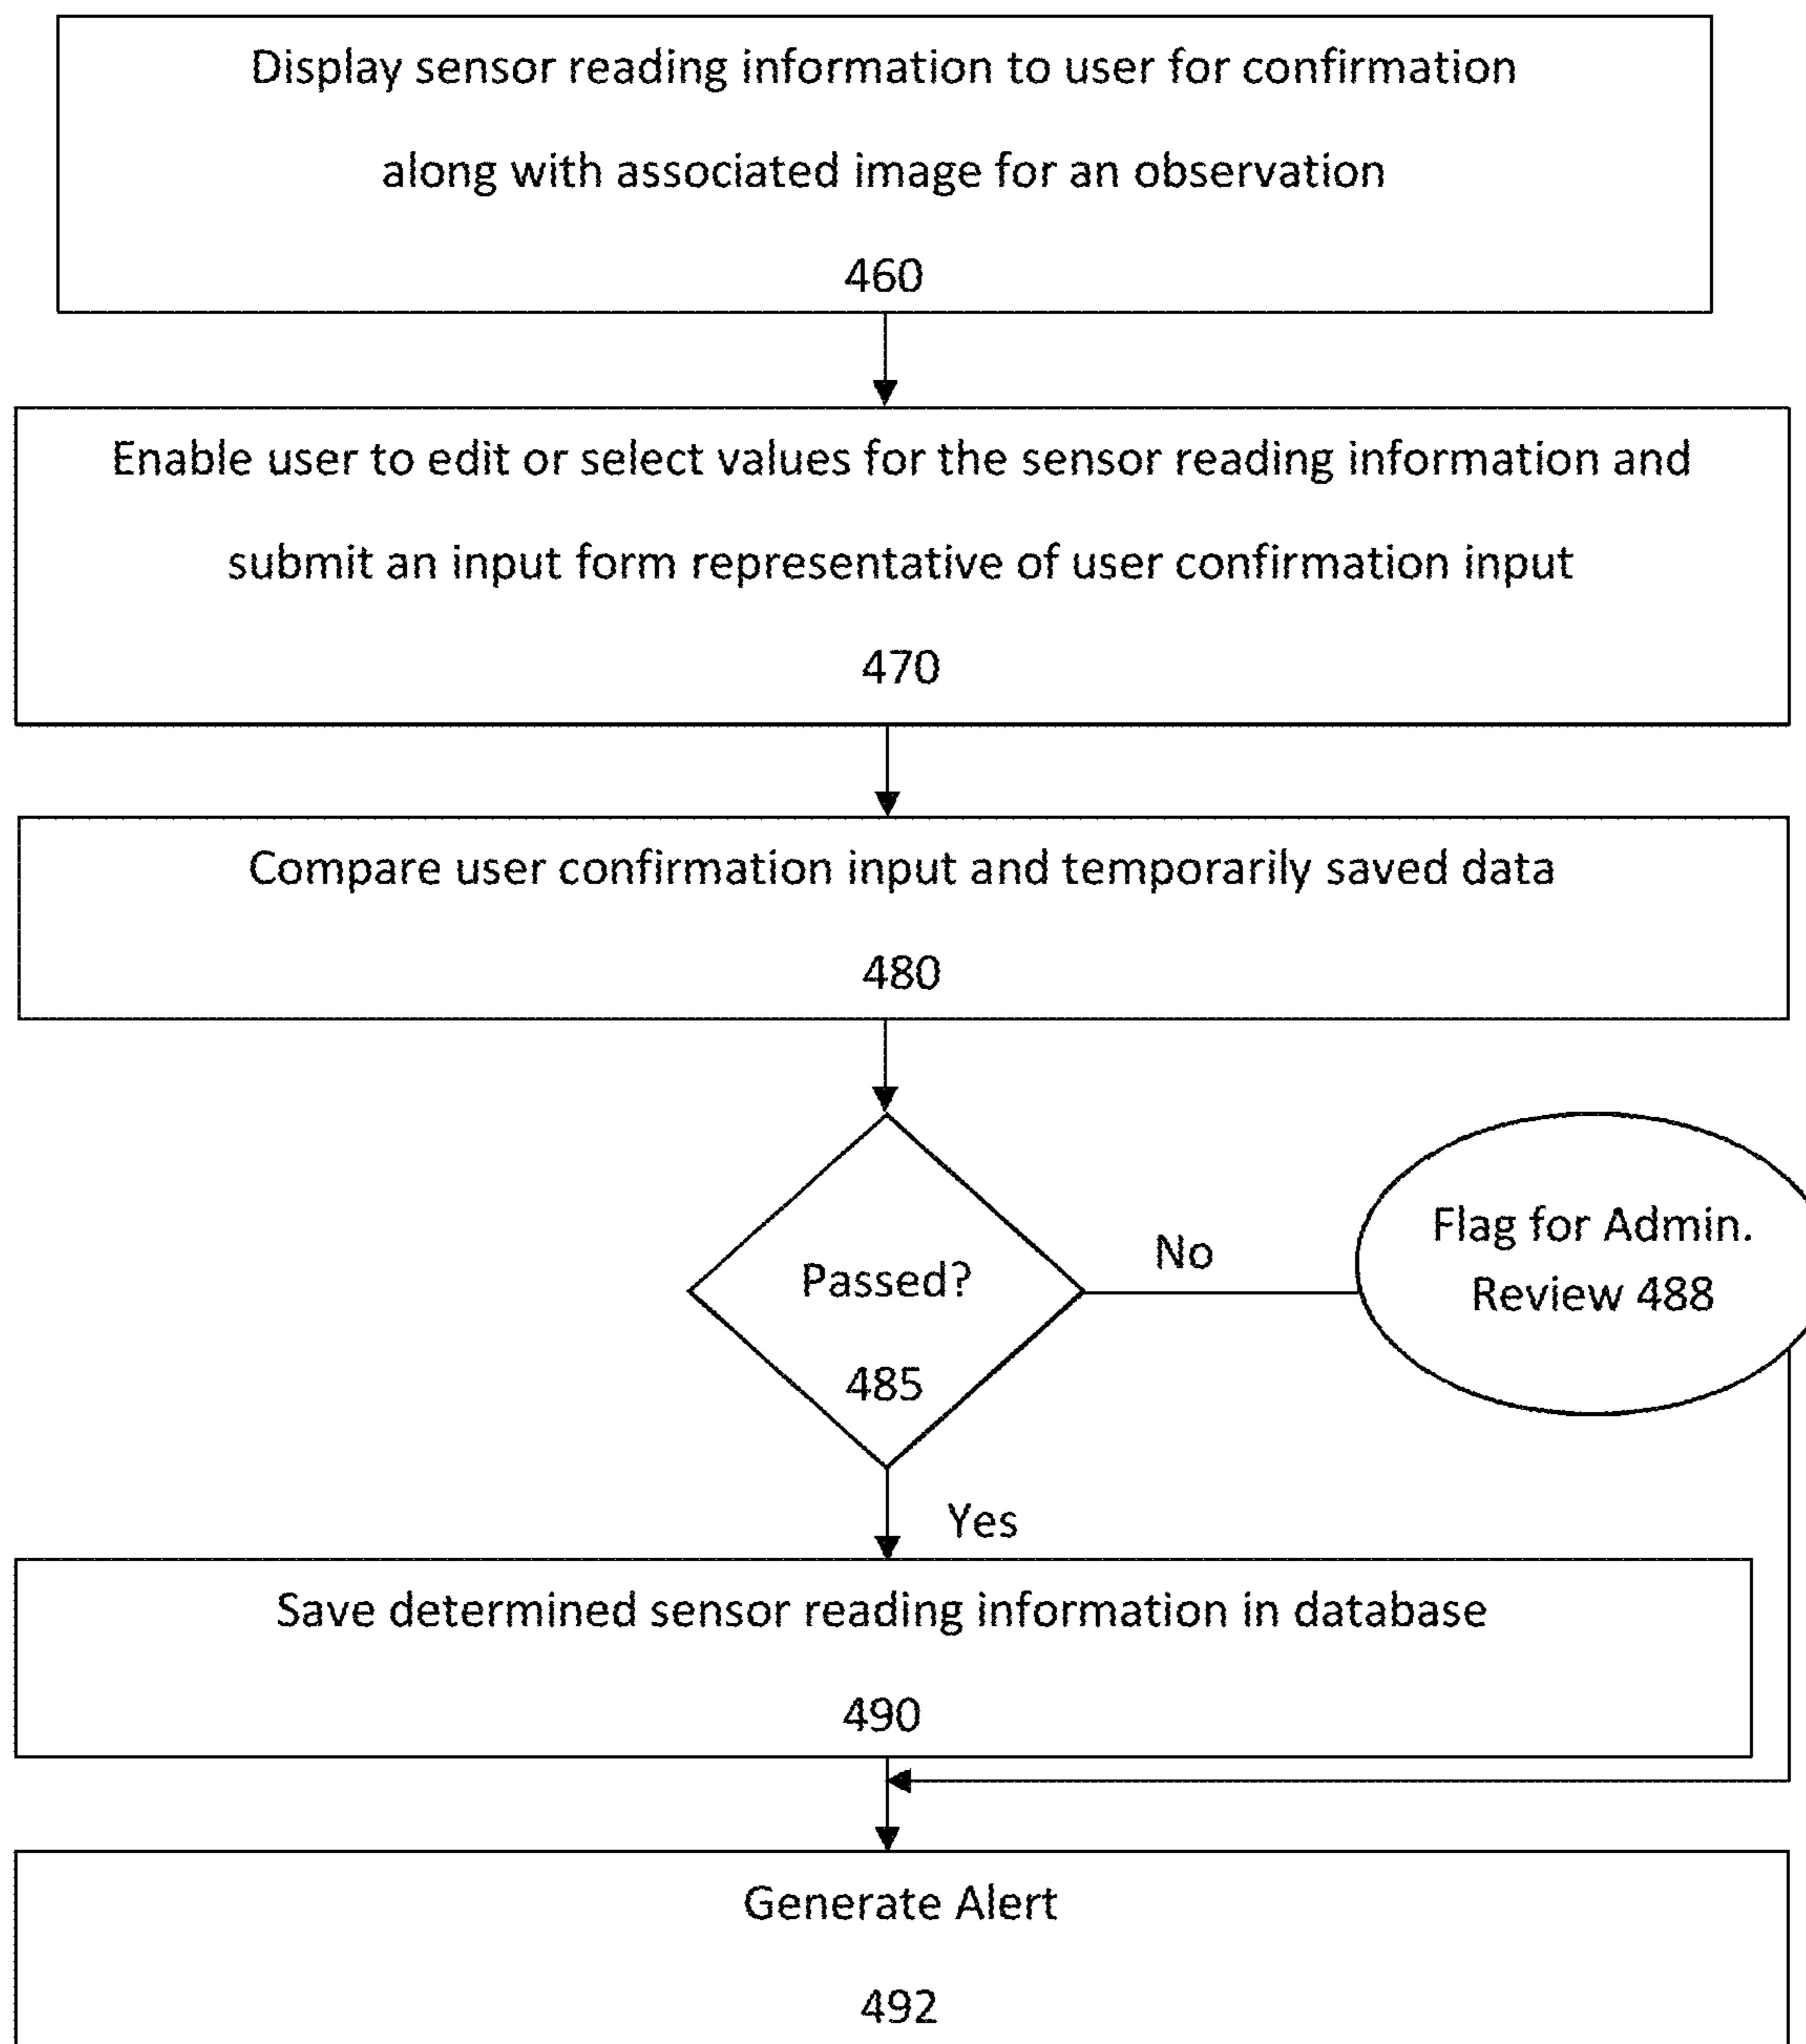 Display sensor reading information to user for confirmation
along with associated image for an observation
460
Enable user to edit or select values for the sensor reading information and
submit an input form representative of user confirmation input
470
Compare user confirmation input and temporarily saved data
480
Passed?
485
No
Flag for Admin.
Review 488
Yes
Save determined sensor reading information in database
490
Generate Alert
492